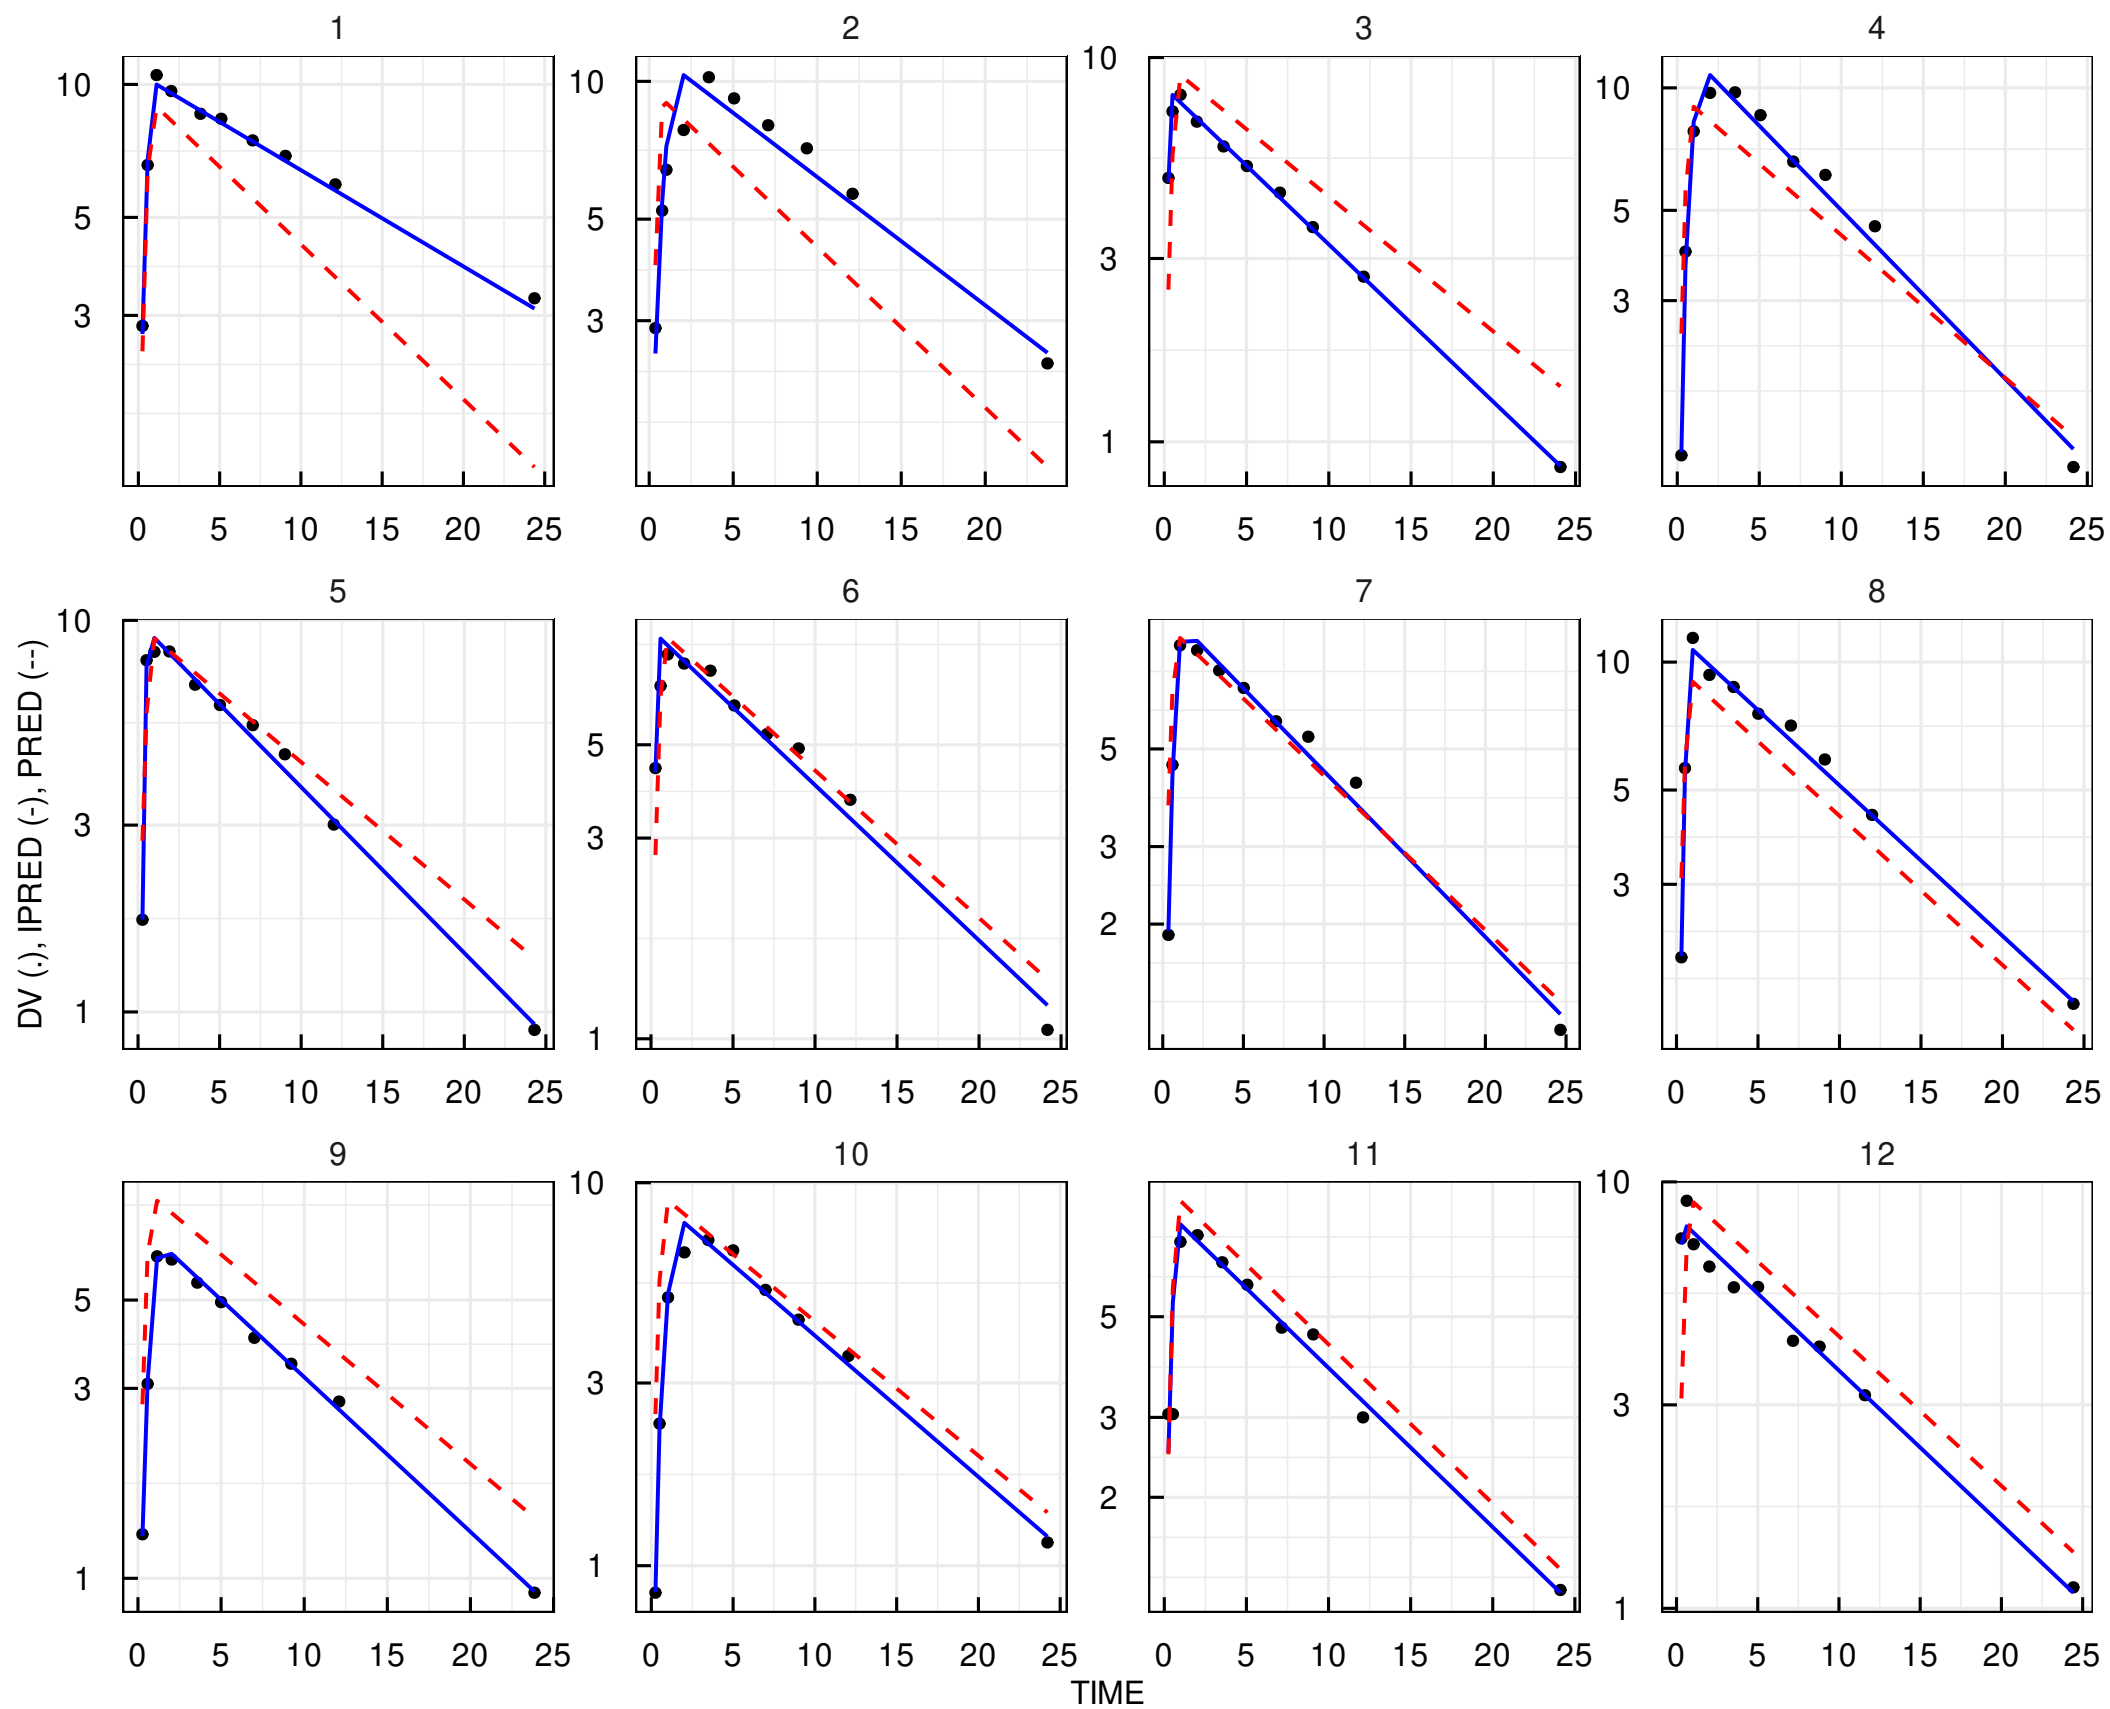 1 2 3 4
10 10 10 10
5 5 3 5
3 3 1 3
0 5 10 15 20 25 0 5 10 15 20 0 5 10 15 20 25 0 5 10 15 20 25
5 6 7 8
10 5 5 10
3 3 3 5
1 1 2 3
0 5 10 15 20 25 0 5 10 15 20 25 0 5 10 15 20 25 0 5 10 15 20 25
9 10 11 12
5 10 5 10
3 3 3 3
1 1 2 1
0 5 10 15 20 25 0 5 10 15 20 25 0 5 10 15 20 25 0 5 10 15 20 25
TIME
DV (.), IPRED (-), PRED (--)